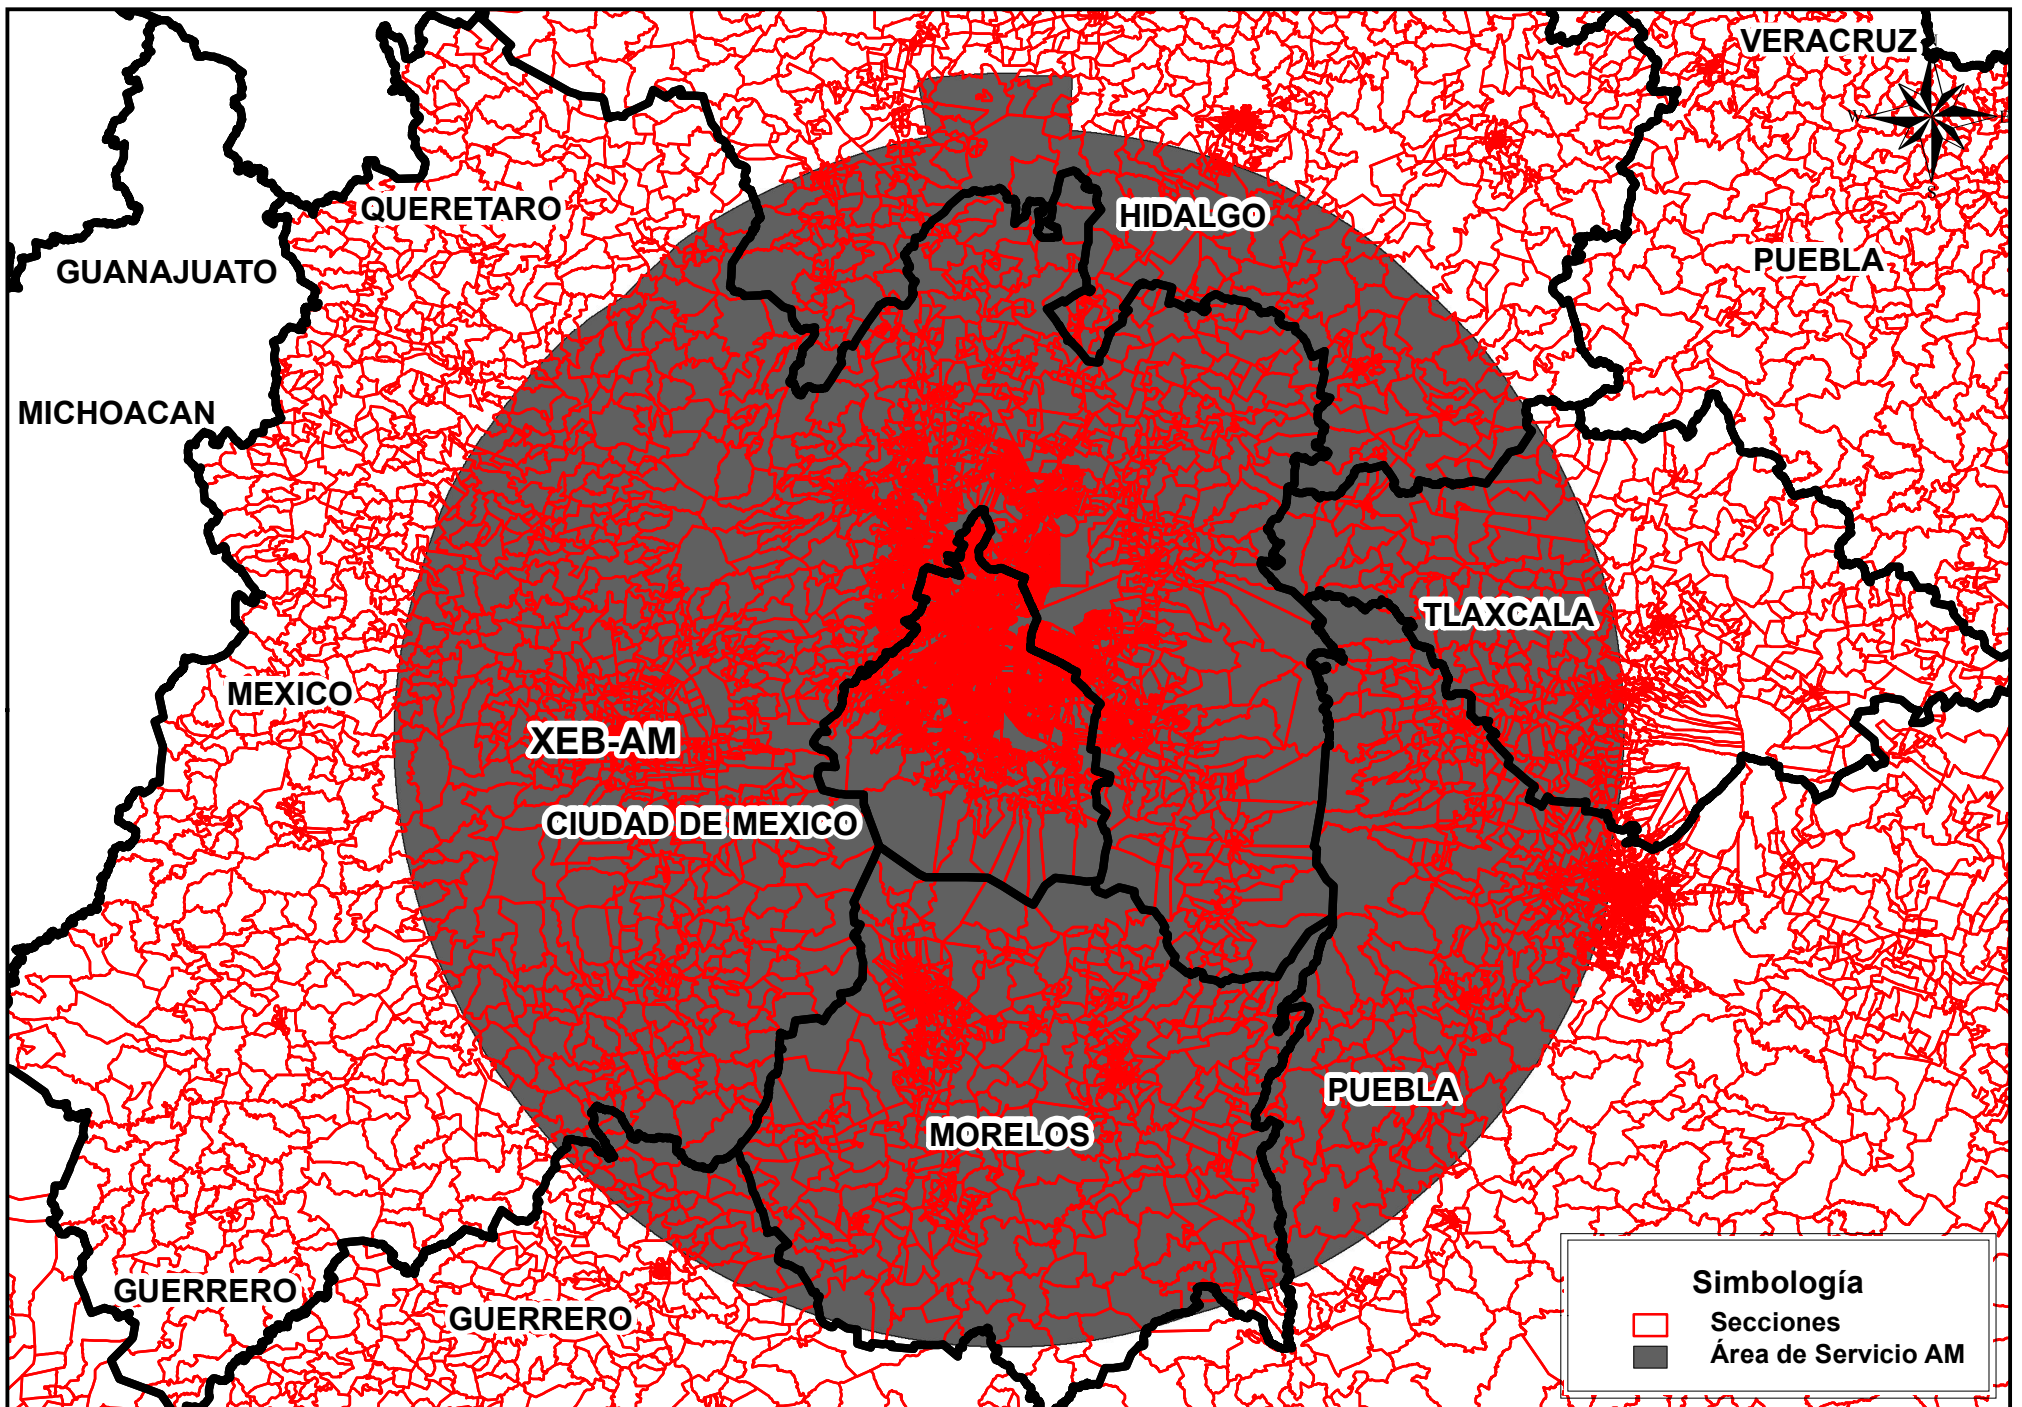 VERACRUZ
W
S
QUERETARO
HIDALGO
GUANAJUATO
PUEBLA
MICHOACAN
TLAXCALA
MEXICO
XEB-AM
CIUDAD DE MEXICO
PUEBLA
MORELOS
GUERRERO
GUERRERO
Simbología
Secciones
Área de Servicio AM